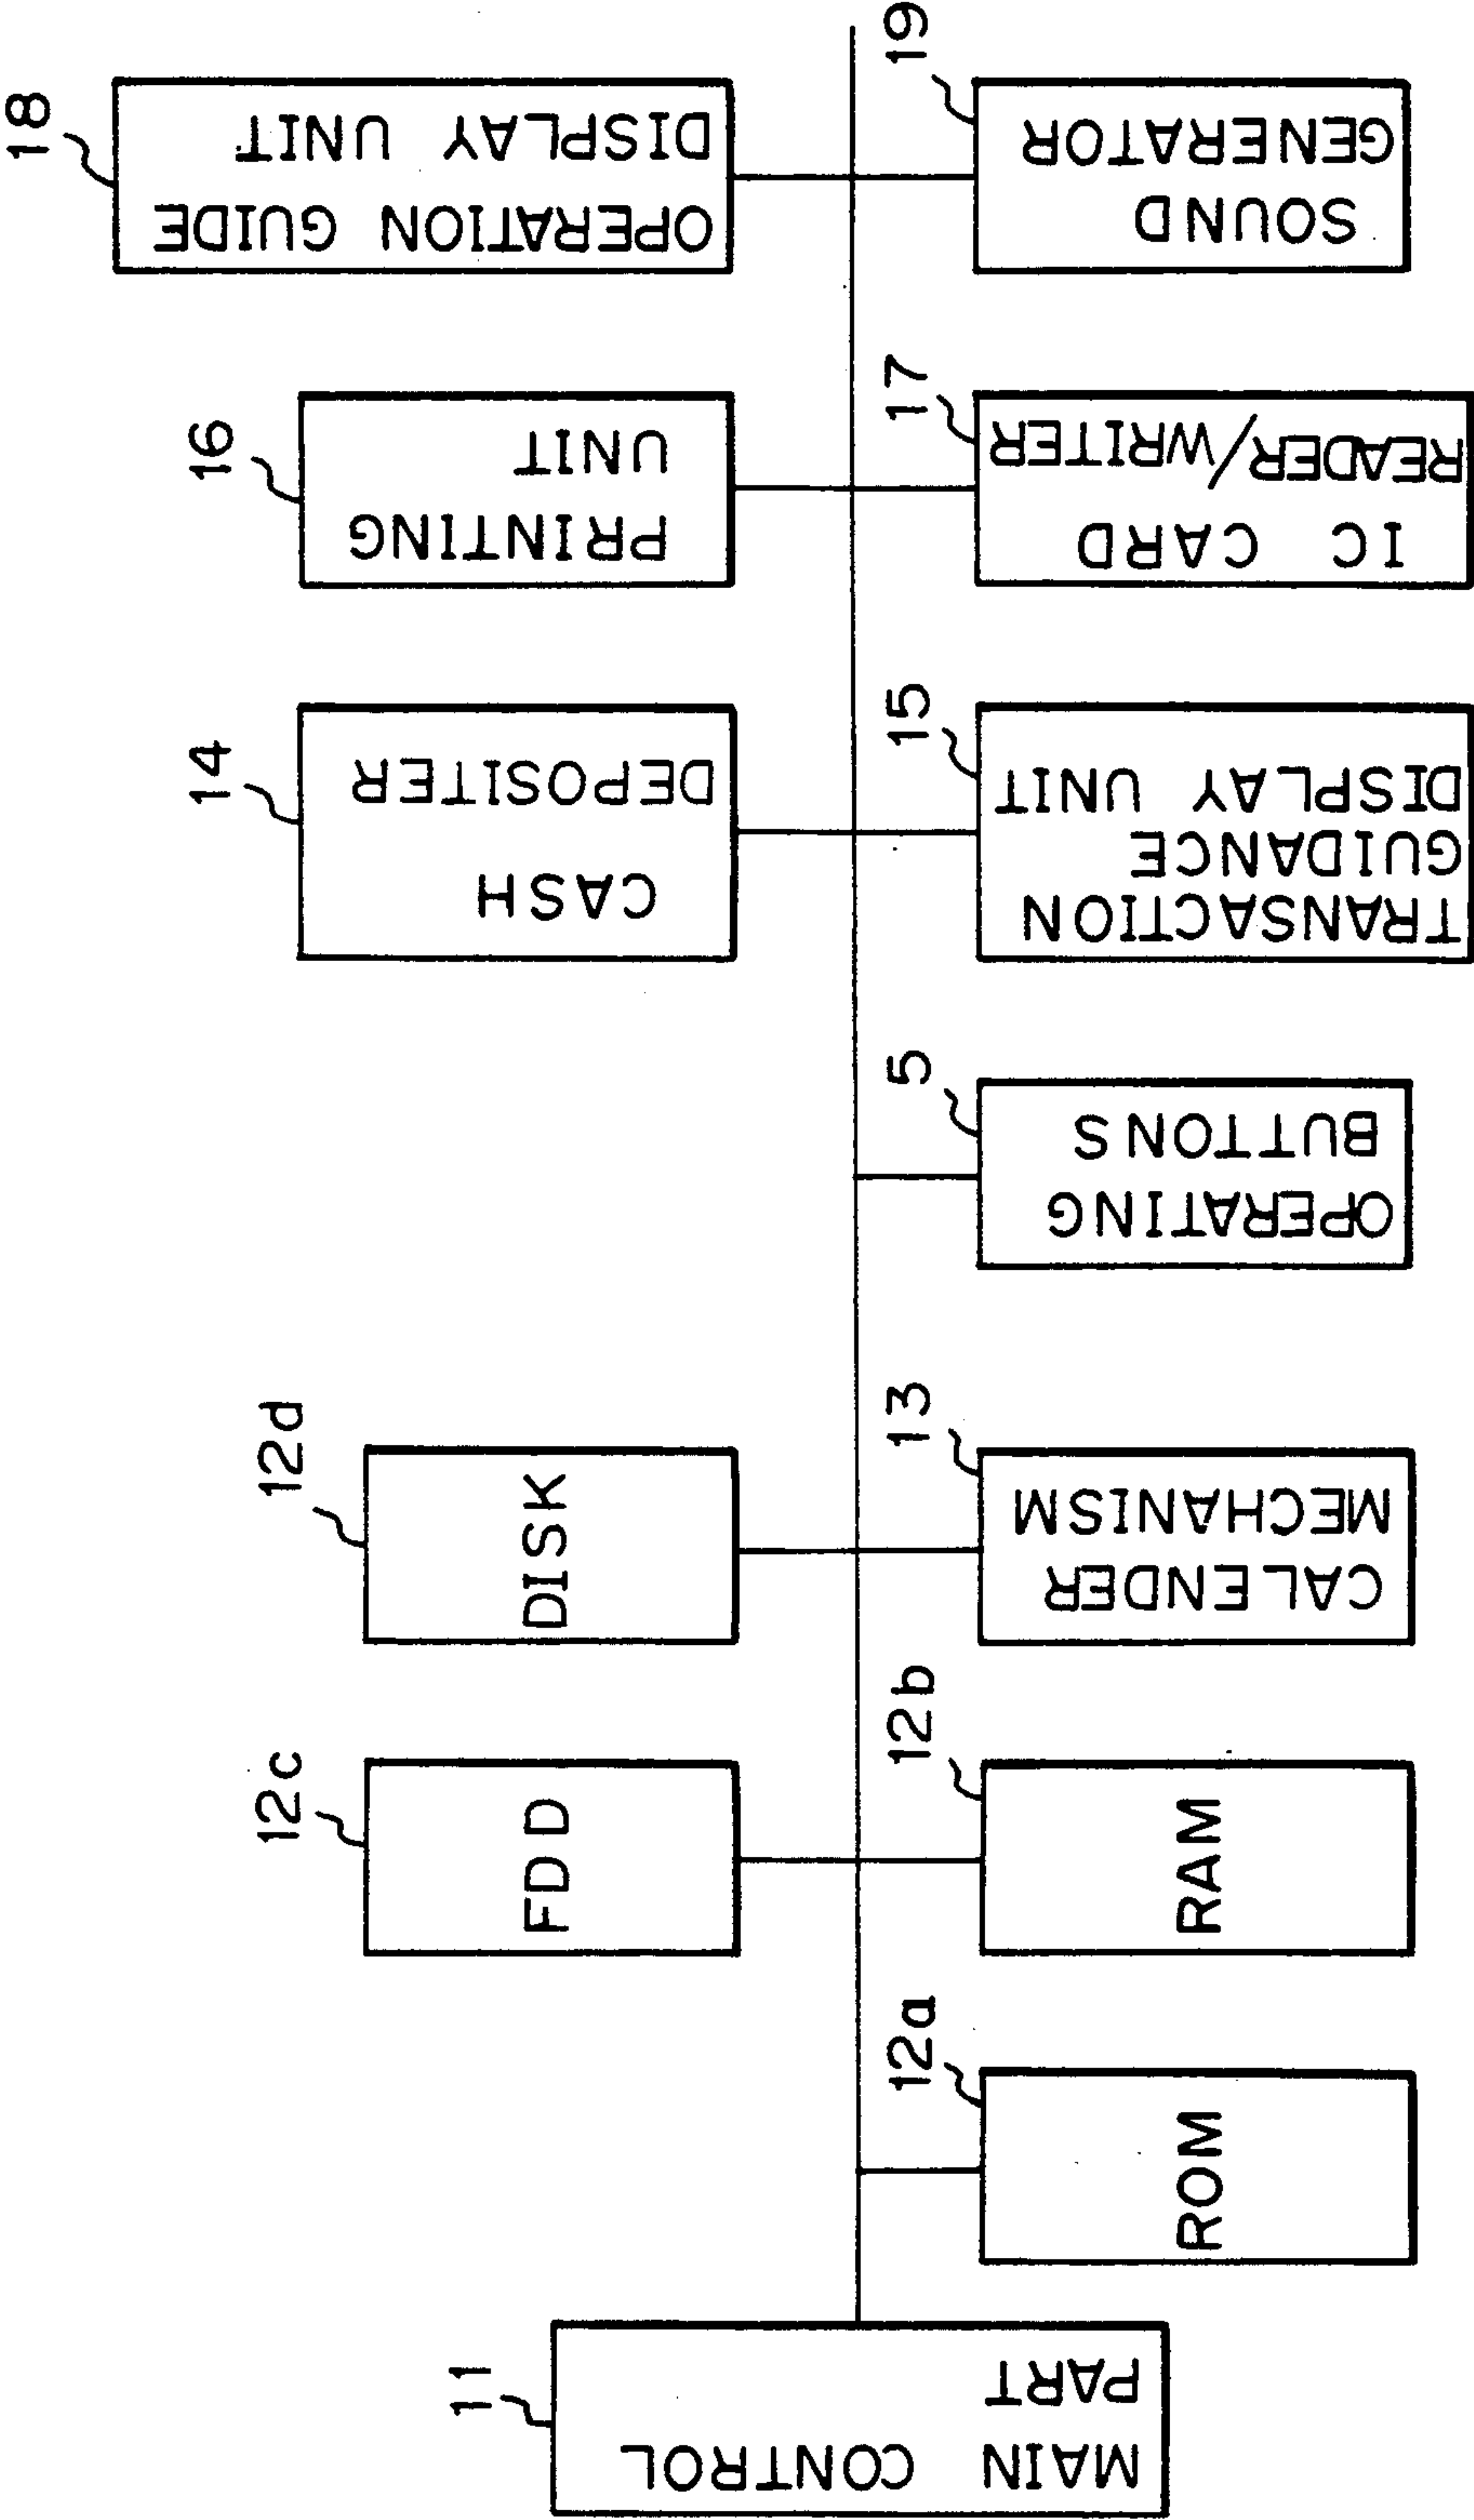 11
MAIN CONTROL
PART
12a
ROM
12c
FDD
12b
RAM
12d
DISK
13
CALENDER
MECHANISM
5
OPERATING
BUTTONS
14
CASH
DEPOSITER
15
TRANSACTION
GUIDANCE
DISPLAY UNIT
16
PRINTING
UNIT
17
IC CARD
READER/WRITER
18
OPERATION GUIDE
DISPLAY UNIT
19
SOUND
GENERATOR